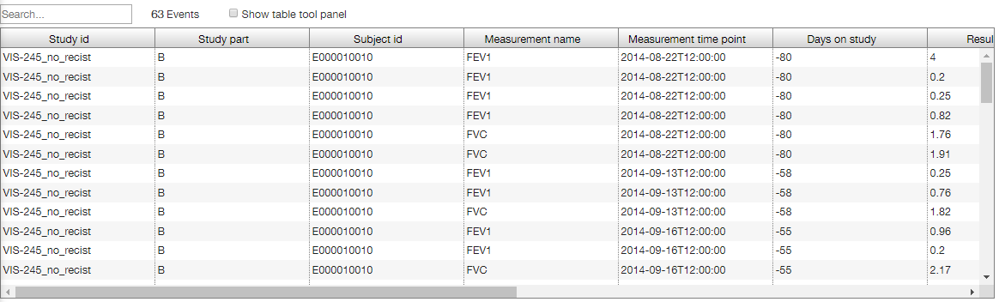 Search... 63 Events Show table tool panel
Study id Study part Subject id Measurement name Measurement time point Days on study Resul
VIS-245_no_recist B E000010010 FEV1 2014-08-22T12:00:00 -80 4
VIS-245_no_recist B E000010010 FEV1 2014-08-22T12:00:00 -80 0.2
VIS-245_no_recist B E000010010 FEV1 2014-08-22T12:00:00 -80 0.25
VIS-245_no_recist B E000010010 FEV1 2014-08-22T12:00:00 -80 0.82
VIS-245_no_recist B E000010010 FVC 2014-08-22T12:00:00 -80 1.76
VIS-245_no_recist B E000010010 FVC 2014-08-22T12:00:00 -80 1.91
VIS-245_no_recist B E000010010 FEV1 2014-09-13T12:00:00 -58 0.25
VIS-245_no_recist B E000010010 FEV1 2014-09-13T12:00:00 -58 0.76
VIS-245_no_recist B E000010010 FVC 2014-09-13T12:00:00 -58 1.82
VIS-245_no_recist B E000010010 FEV1 2014-09-16T12:00:00 -55 0.96
VIS-245_no_recist B E000010010 FEV1 2014-09-16T12:00:00 -55 0.2
VIS-245_no_recist B E000010010 FVC 2014-09-16T12:00:00 -55 2.17